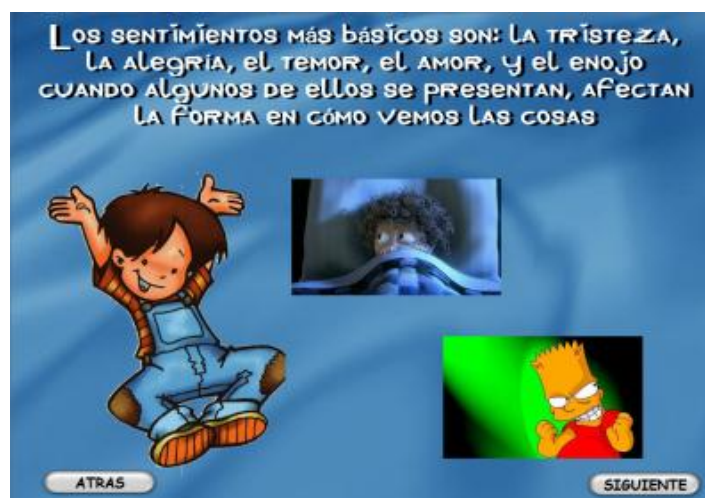 Los sentimientos más básicos son: la tristeza,
la alegría, el temor, el amor, y el enojo
cuando algunos de ellos se presentan, afectan
la forma en cómo vemos las cosas
ATRAS
SIGUIENTE